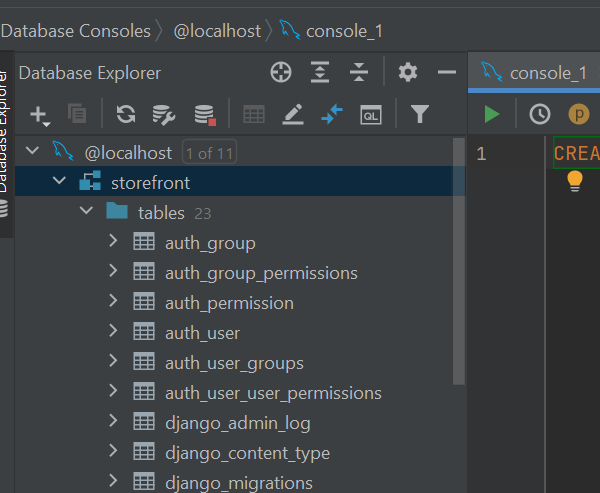 Database Consoles @localhost console_1
Database Explorer
Database Explorer
console_1
QL
p
@localhost 1 of 11
1
CREA
storefront
tables 23
auth_group
auth_group_permissions
auth_permission
auth_user
auth_user_groups
auth_user_user_permissions
django_admin_log
django_content_type
django_migrations